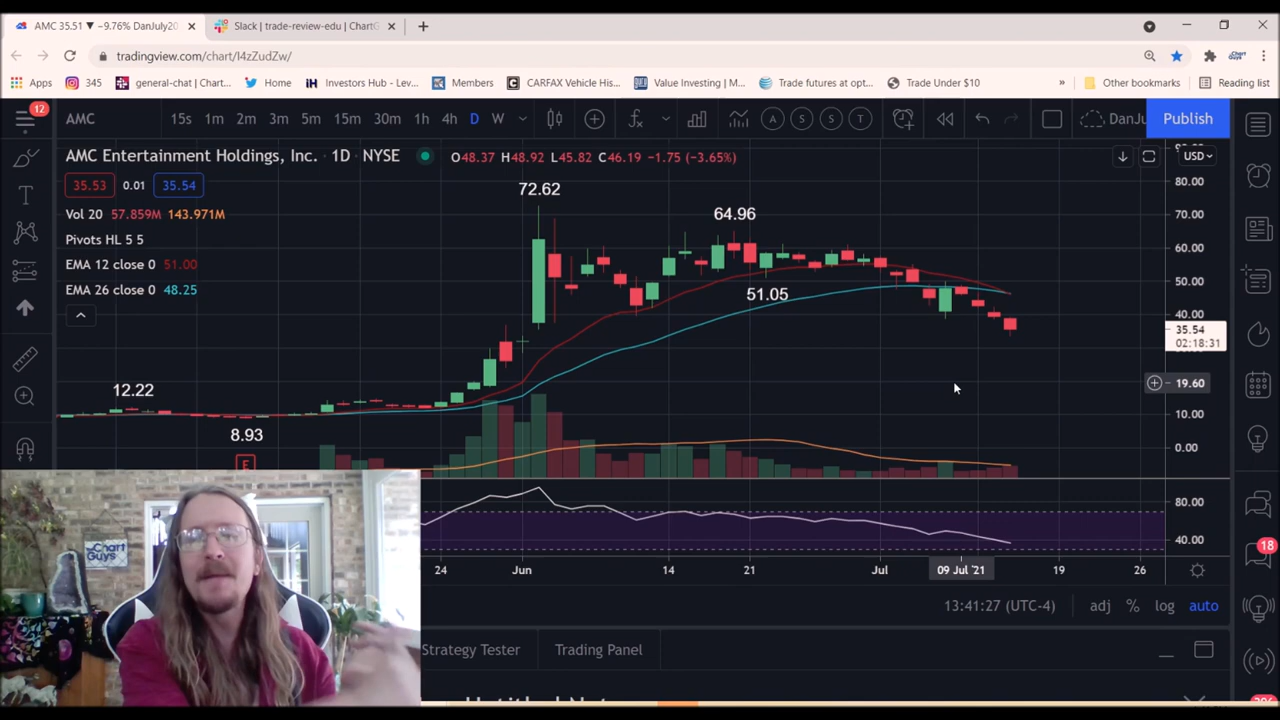 AMC 35.51 ▼ −9.76% DanJuly20
Slack | trade-review-edu | ChartG
tradingview.com/chart/l4zZudZw/
Apps 345 general-chat | Chart... Home Investors Hub - Lev... Members CARFAX Vehicle His... Value Investing | M... Trade futures at opt... Trade Under $10 » Other bookmarks Reading list
12 AMC 15s 1m 2m 3m 5m 15m 30m 1h 4h D W A S S T DanJu Publish
AMC Entertainment Holdings, Inc. 1D NYSE O48.37 H48.92 L45.82 C46.19 −1.75 (−3.65%) USD
35.53 0.01 35.54
Vol 20 57.859M 143.971M
Pivots HL 5 5
EMA 12 close 0 51.00
EMA 26 close 0 48.25
72.62
64.96
51.05
12.22
8.93
E
80.00
70.00
60.00
50.00
40.00
35.54
02:18:31
19.60
10.00
0.00
80.00
40.00
24 Jun 14 21 Jul 09 Jul '21 19 26
13:41:27 (UTC-4) adj % log auto
Strategy Tester Trading Panel
18
Chart
Guys